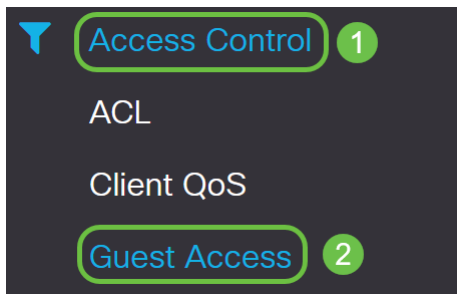 Access Control 1
ACL
Client QoS
Guest Access 2